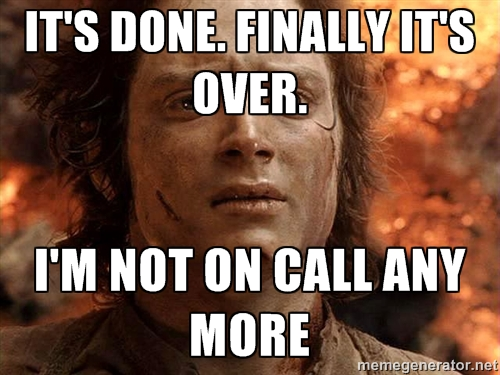 IT'S DONE. FINALLY IT'S
OVER.
I'M NOT ON CALL ANY
MORE
memegenerator.net